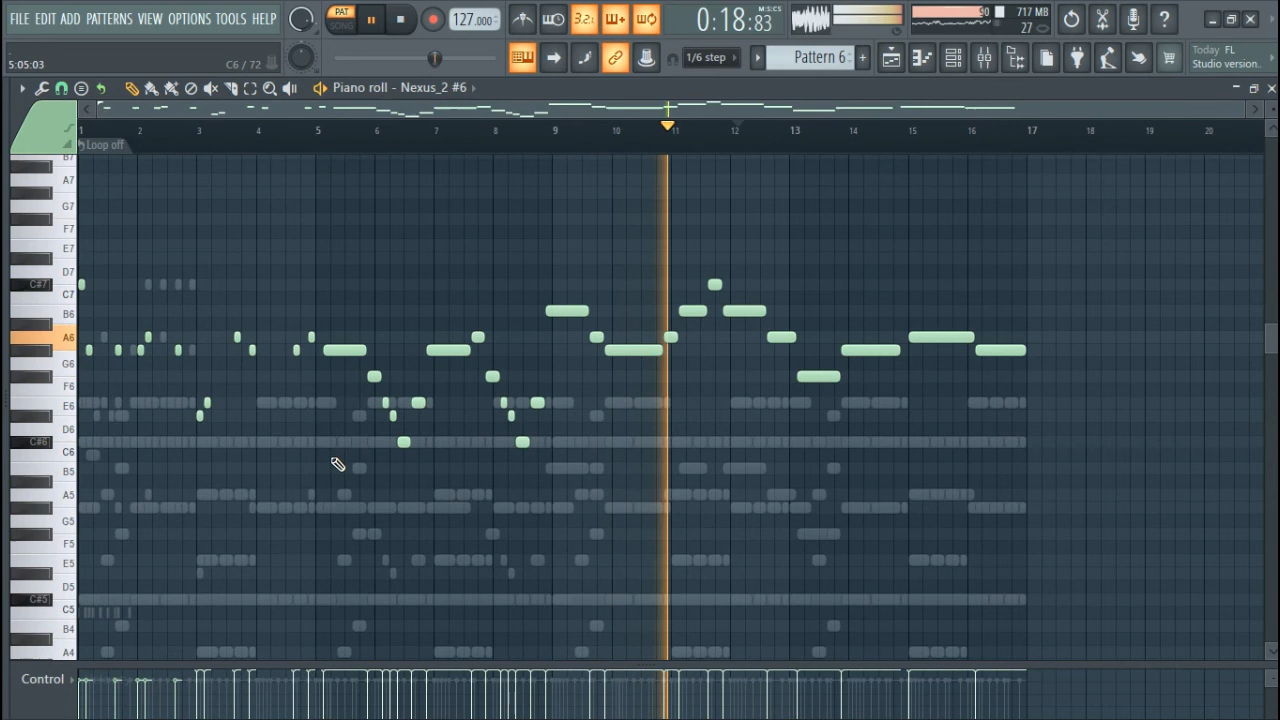 FILE EDIT ADD PATTERNS VIEW OPTIONS TOOLS HELP
PAT
SONG
127.000
3.2.
0:18:83
M:S:CS
90
717 MB
27
5:05:03
C6 / 72
1/6 step
Pattern 6
Today FL
Studio version..
Piano roll - Nexus_2 #6
1 2 3 4 5 6 7 8 9 10 11 12 13 14 15 16 17 18 19 20
Loop off
B7
A7
G7
F7
E7
D7
C#7
C7
B6
A6
G6
F6
E6
D6
C#6
C6
B5
A5
G5
F5
E5
D5
C#5
C5
B4
A4
Control